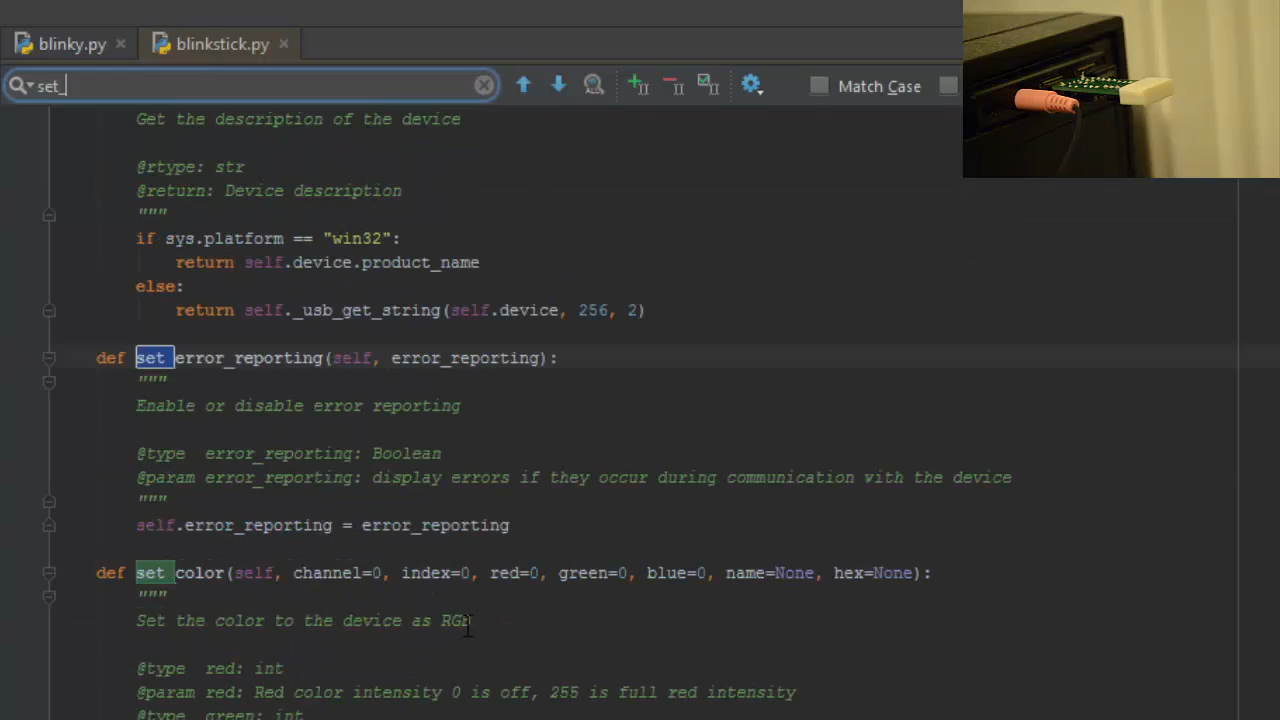 blinky.py
blinkstick.py
set_
Match Case
Get the description of the device
@rtype: str
@return: Device description
"""
if sys.platform == "win32":
return self.device.product_name
else:
return self._usb_get_string(self.device, 256, 2)
def set_error_reporting(self, error_reporting):
"""
Enable or disable error reporting
@type error_reporting: Boolean
@param error_reporting: display errors if they occur during communication with the device
"""
self.error_reporting = error_reporting
def set_color(self, channel=0, index=0, red=0, green=0, blue=0, name=None, hex=None):
"""
Set the color to the device as RGB
@type red: int
@param red: Red color intensity 0 is off, 255 is full red intensity
@type green: int